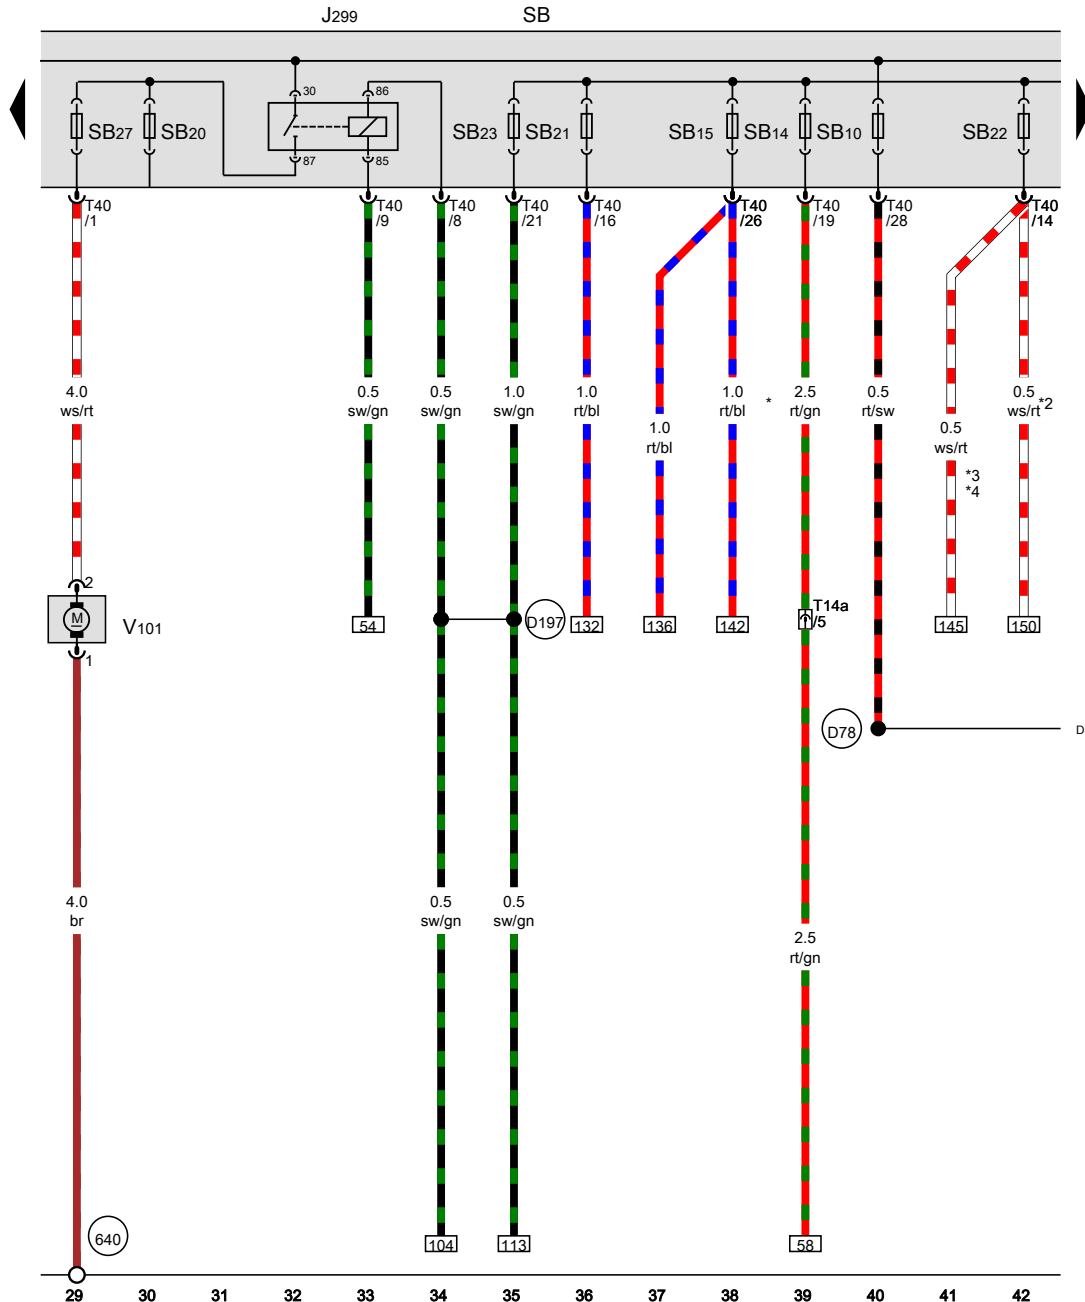 J299 SB
30 86
SB27 SB20 SB23 SB21 SB15 SB14 SB10 SB22
87 85
T40 T40 T40 T40 T40 T40 T40 T40 T40
/1 /9 /8 /21 /16 /26 /19 /28 /14
4.0 0.5 0.5 1.0 1.0 1.0 2.5 0.5 0.5
ws/rt sw/gn sw/gn sw/gn rt/bl rt/bl * rt/gn rt/sw ws/rt *2
1.0 0.5
rt/bl ws/rt
*3
*4
2
M V101
54 D197 132 136 142 T14a 145 150
/5
1
D78 D
4.0 0.5 0.5
br sw/gn sw/gn
2.5
rt/gn
640 104 113 58
29 30 31 32 33 34 35 36 37 38 39 40 41 42